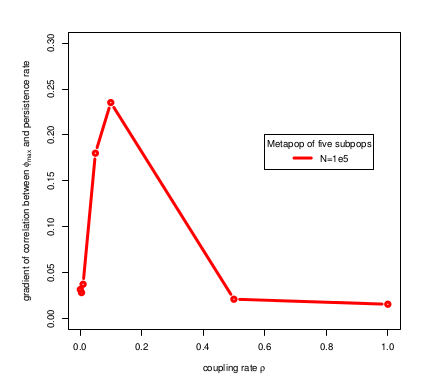 gradient of correlation between ϕmax and persistence rate
0.30
0.25
0.20
0.15
0.10
0.05
0.00
Metapop of five subpops
N=1e5
0.0 0.2 0.4 0.6 0.8 1.0
coupling rate ρ